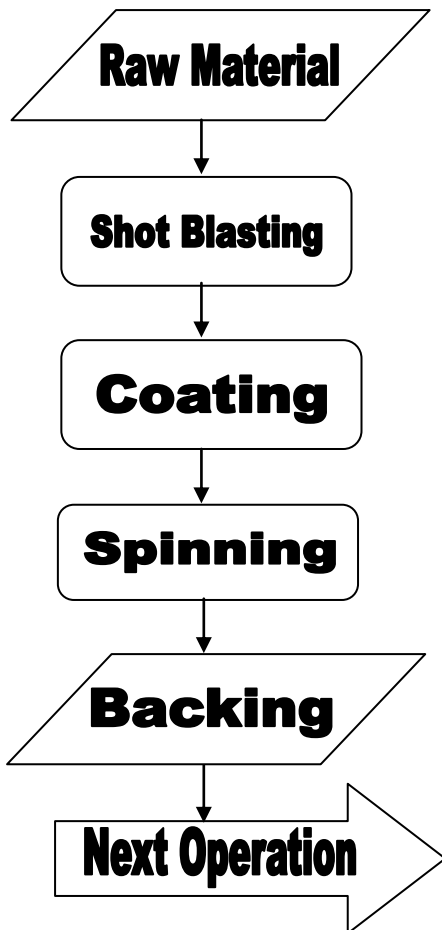 Raw Material
Shot Blasting
Coating
Spinning
Backing
Next Operation